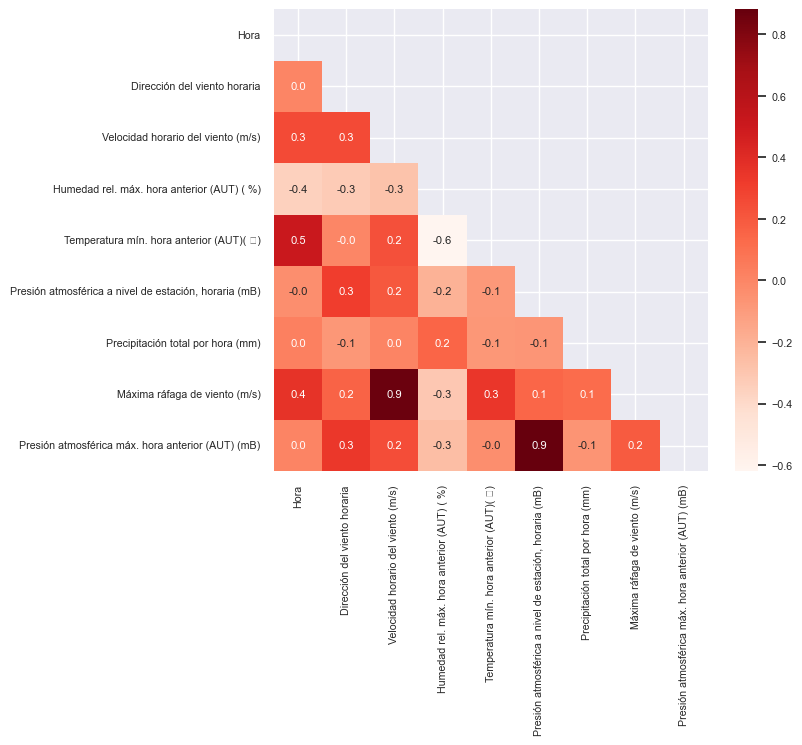 Hora
Dirección del viento horaria
Velocidad horario del viento (m/s)
Humedad rel. máx. hora anterior (AUT) ( %)
Temperatura mín. hora anterior (AUT)( □)
Presión atmosférica a nivel de estación, horaria (mB)
Precipitación total por hora (mm)
Máxima ráfaga de viento (m/s)
Presión atmosférica máx. hora anterior (AUT) (mB)
0.0
0.3 0.3
-0.4 -0.3 -0.3
0.5 -0.0 0.2 -0.6
-0.0 0.3 0.2 -0.2 -0.1
0.0 -0.1 0.0 0.2 -0.1 -0.1
0.4 0.2 0.9 -0.3 0.3 0.1 0.1
0.0 0.3 0.2 -0.3 -0.0 0.9 -0.1 0.2
Hora
Dirección del viento horaria
Velocidad horario del viento (m/s)
Humedad rel. máx. hora anterior (AUT) ( %)
Temperatura mín. hora anterior (AUT)( □)
Presión atmosférica a nivel de estación, horaria (mB)
Precipitación total por hora (mm)
Máxima ráfaga de viento (m/s)
Presión atmosférica máx. hora anterior (AUT) (mB)
0.8
0.6
0.4
0.2
0.0
−0.2
−0.4
−0.6